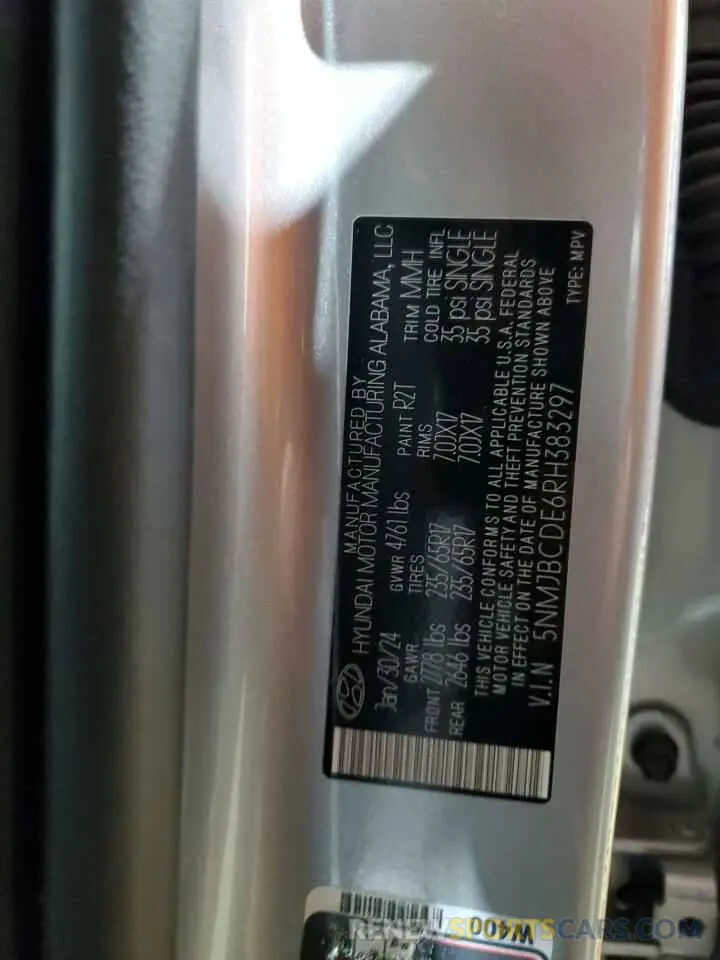 MANUFACTURED BY
HYUNDAI MOTOR MANUFACTURING ALABAMA, LLC
Jan/30/24 GVWR 4761 lbs PAINT R2T TRIM MMH
GAWR TIRES RIMS COLD TIRE INFL
FRONT 2778 lbs 235/65R17 7.0JX17 35 psi SINGLE
REAR 2646 lbs 235/65R17 7.0JX17 35 psi SINGLE
THIS VEHICLE CONFORMS TO ALL APPLICABLE U.S.A. FEDERAL
MOTOR VEHICLE SAFETY AND THEFT PREVENTION STANDARDS
IN EFFECT ON THE DATE OF MANUFACTURE SHOWN ABOVE
V.I.N 5NMJBCDE6RH383297 TYPE: MPV
W400
RENEWSPORTSCARS.COM